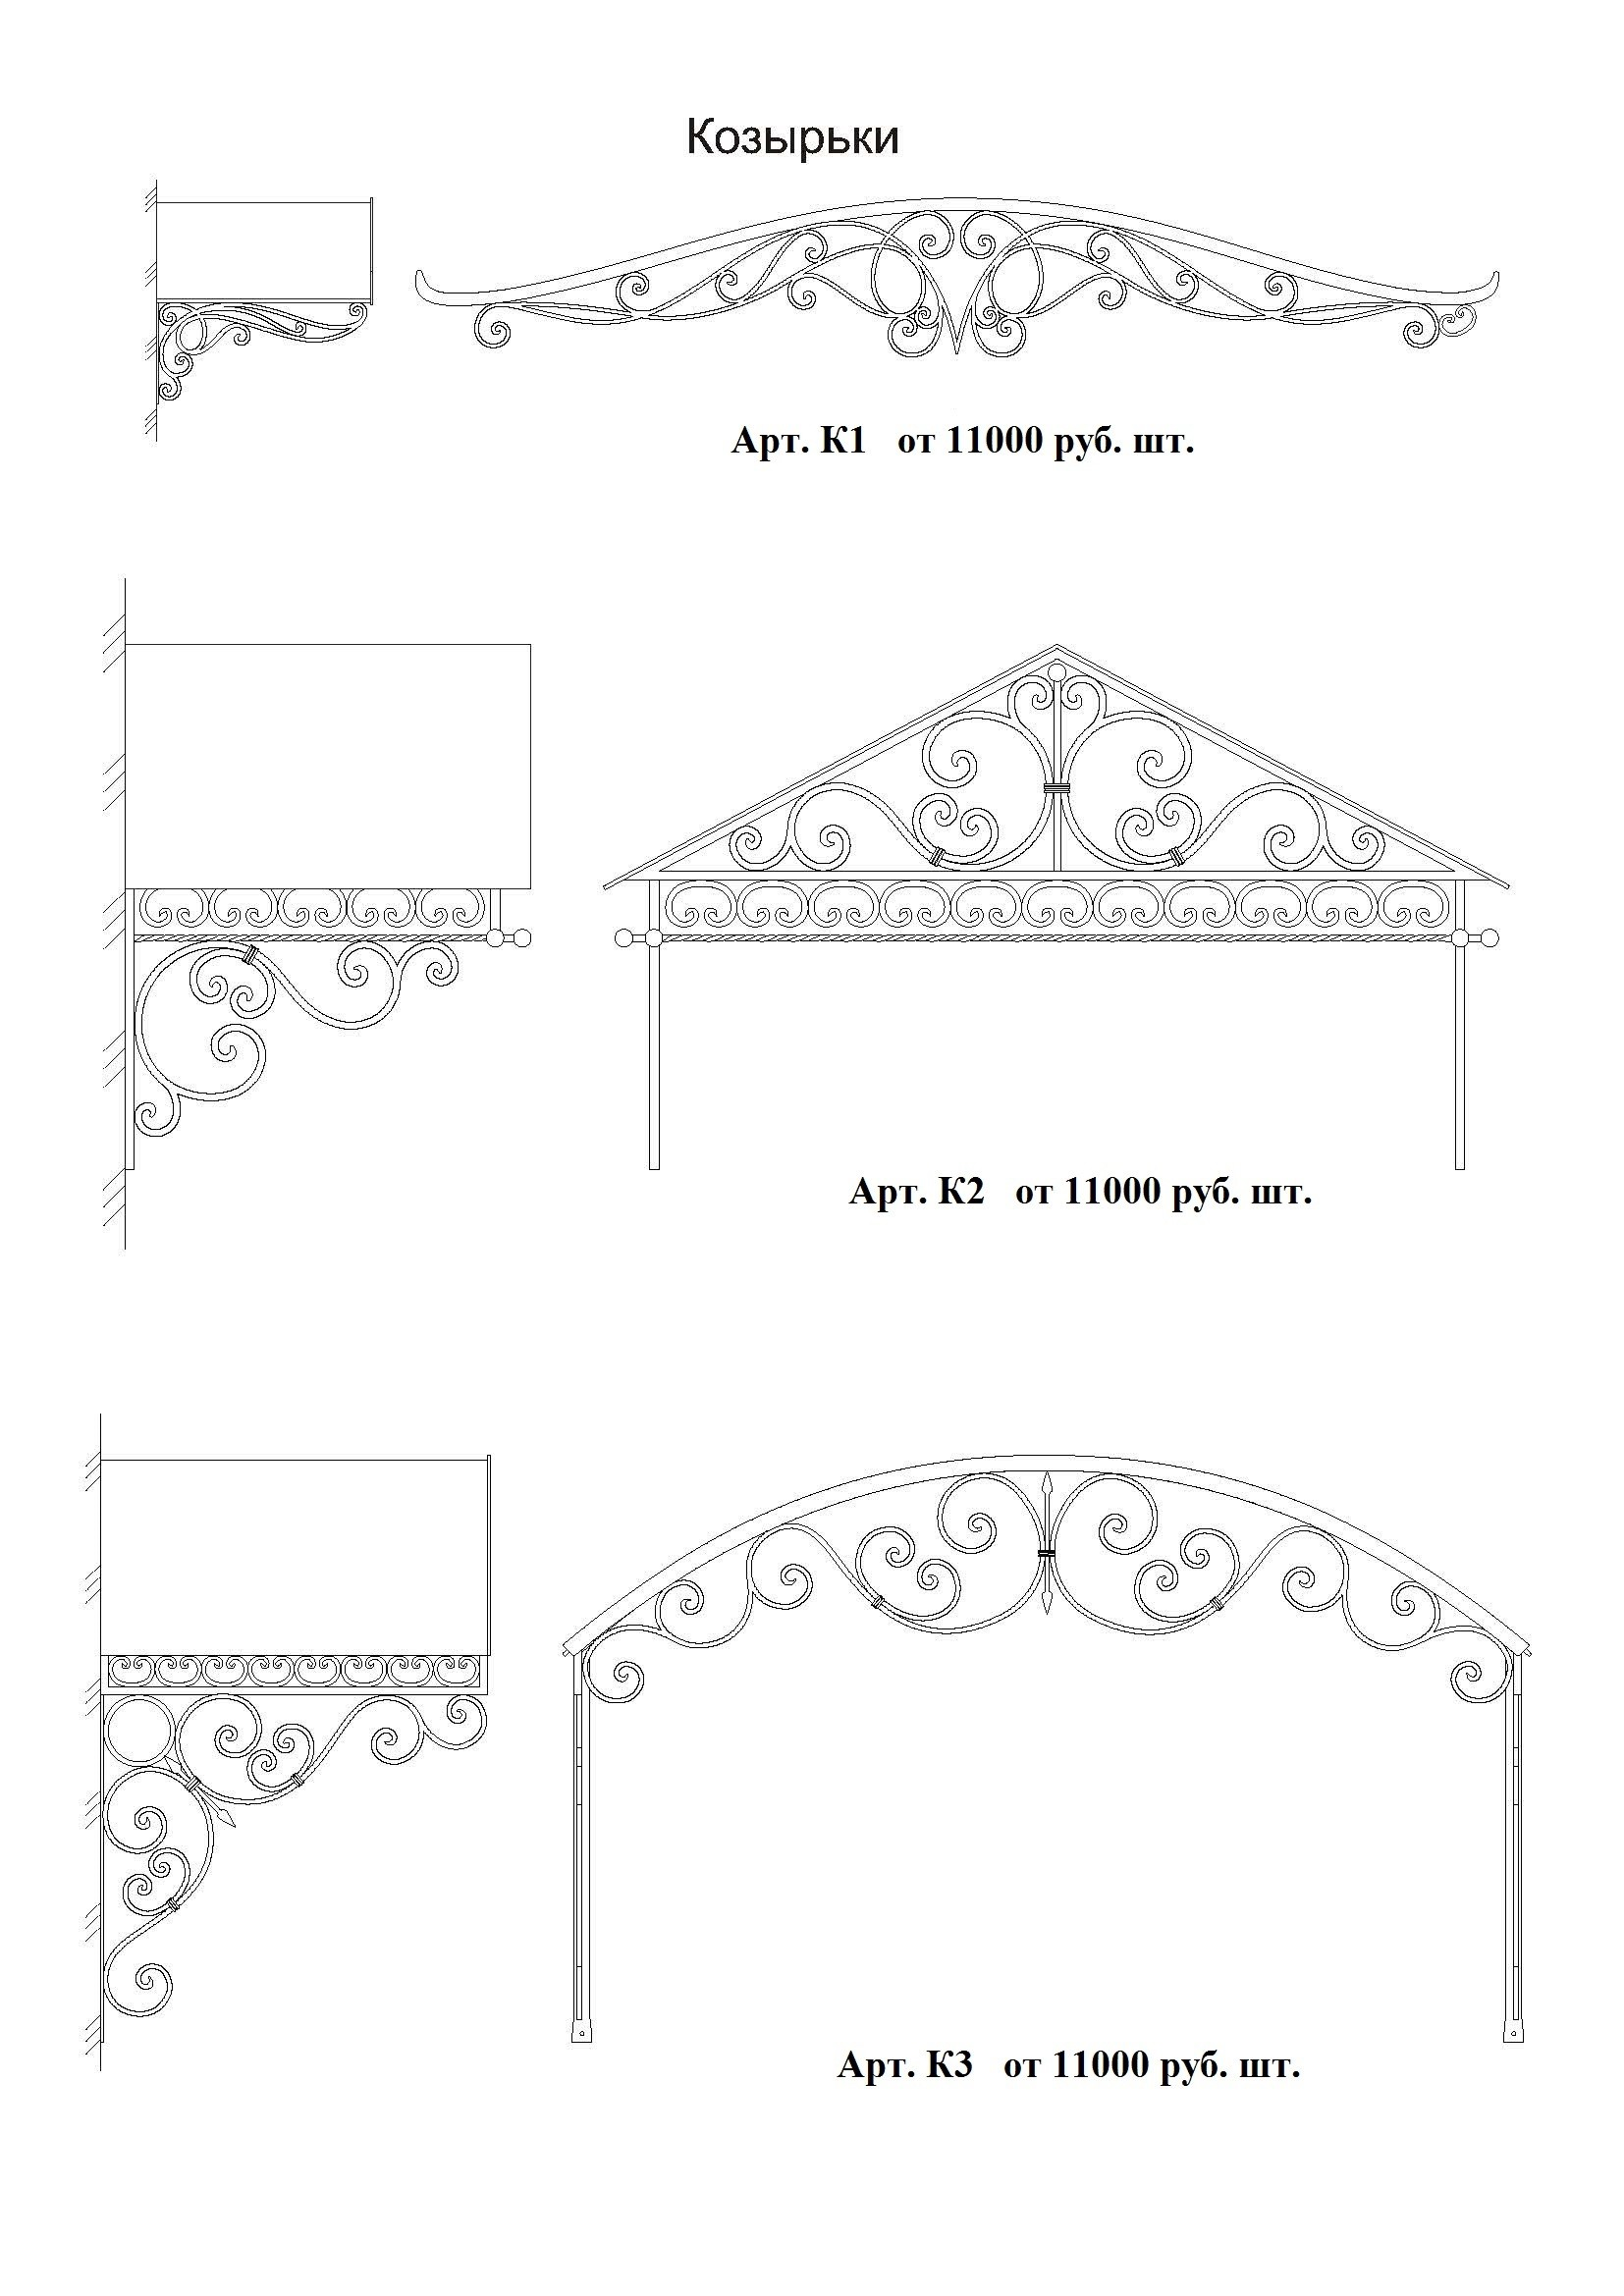 Козырьки
Арт. К1 от 11000 руб. шт.
Арт. К2 от 11000 руб. шт.
Арт. К3 от 11000 руб. шт.